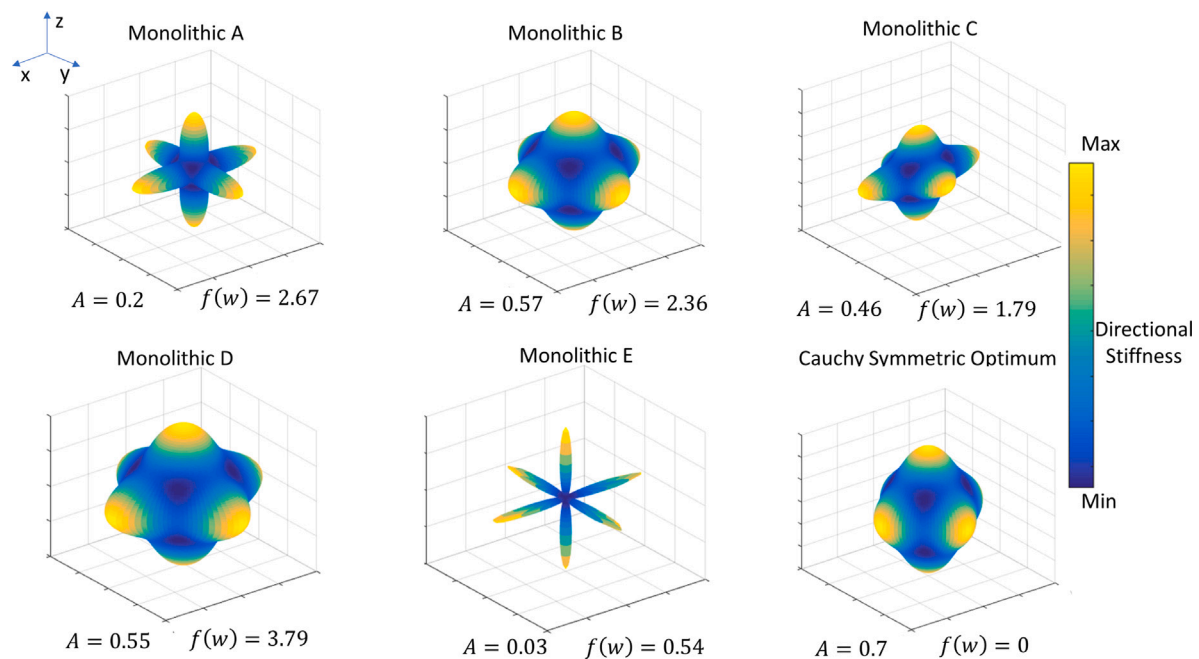 z
x
y
Monolithic A
A = 0.2
f(w) = 2.67
Monolithic B
A = 0.57
f(w) = 2.36
Monolithic C
A = 0.46
f(w) = 1.79
Max
Directional
Stiffness
Min
Monolithic D
A = 0.55
f(w) = 3.79
Monolithic E
A = 0.03
f(w) = 0.54
Cauchy Symmetric Optimum
A = 0.7
f(w) = 0